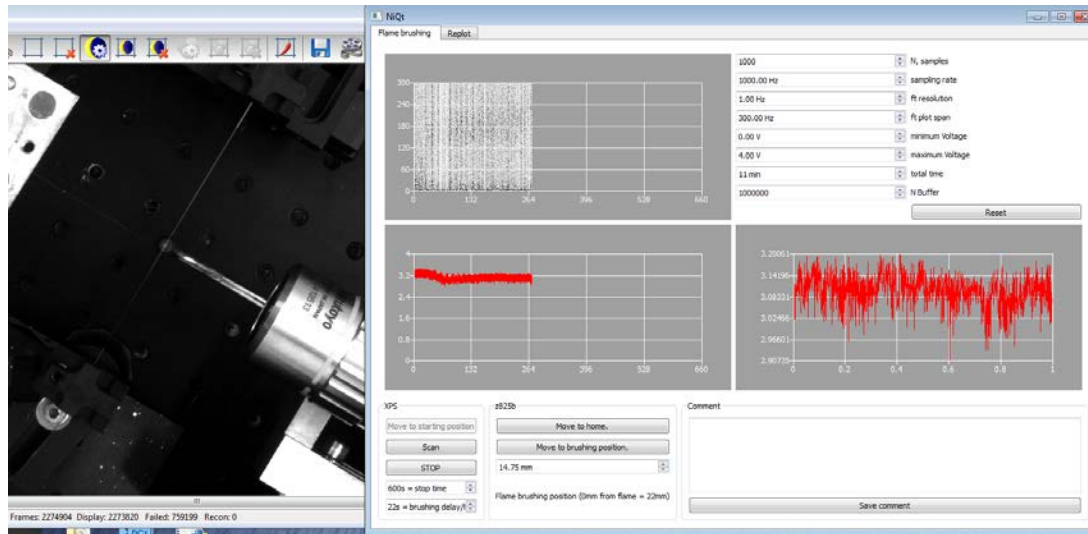 NiQt
Flame brushing Replot
380
240
180
120
60
0
0 132 264 396 528 660
1000 N, samples
1000.00 Hz sampling rate
1.00 Hz ft resolution
300.00 Hz ft plot span
0.00 V minimum Voltage
4.00 V maximum Voltage
11 min total time
1000000 N Buffer
Reset
4
3.2
2.4
1.6
0.8
0
0 132 264 396 528 660
3.20061
3.14196
3.08331
3.02466
2.96601
2.90735
0 0.2 0.4 0.6 0.8 1
XPS
Move to starting position
Scan
STOP
600s = stop time
22s = brushing delay/
z825b
Move to home.
Move to brushing position.
14.75 mm
Flame brushing position (0mm from flame = 22mm)
Comment
Save comment
Frames: 2274904 Display: 2273820 Failed: 759199 Recon: 0